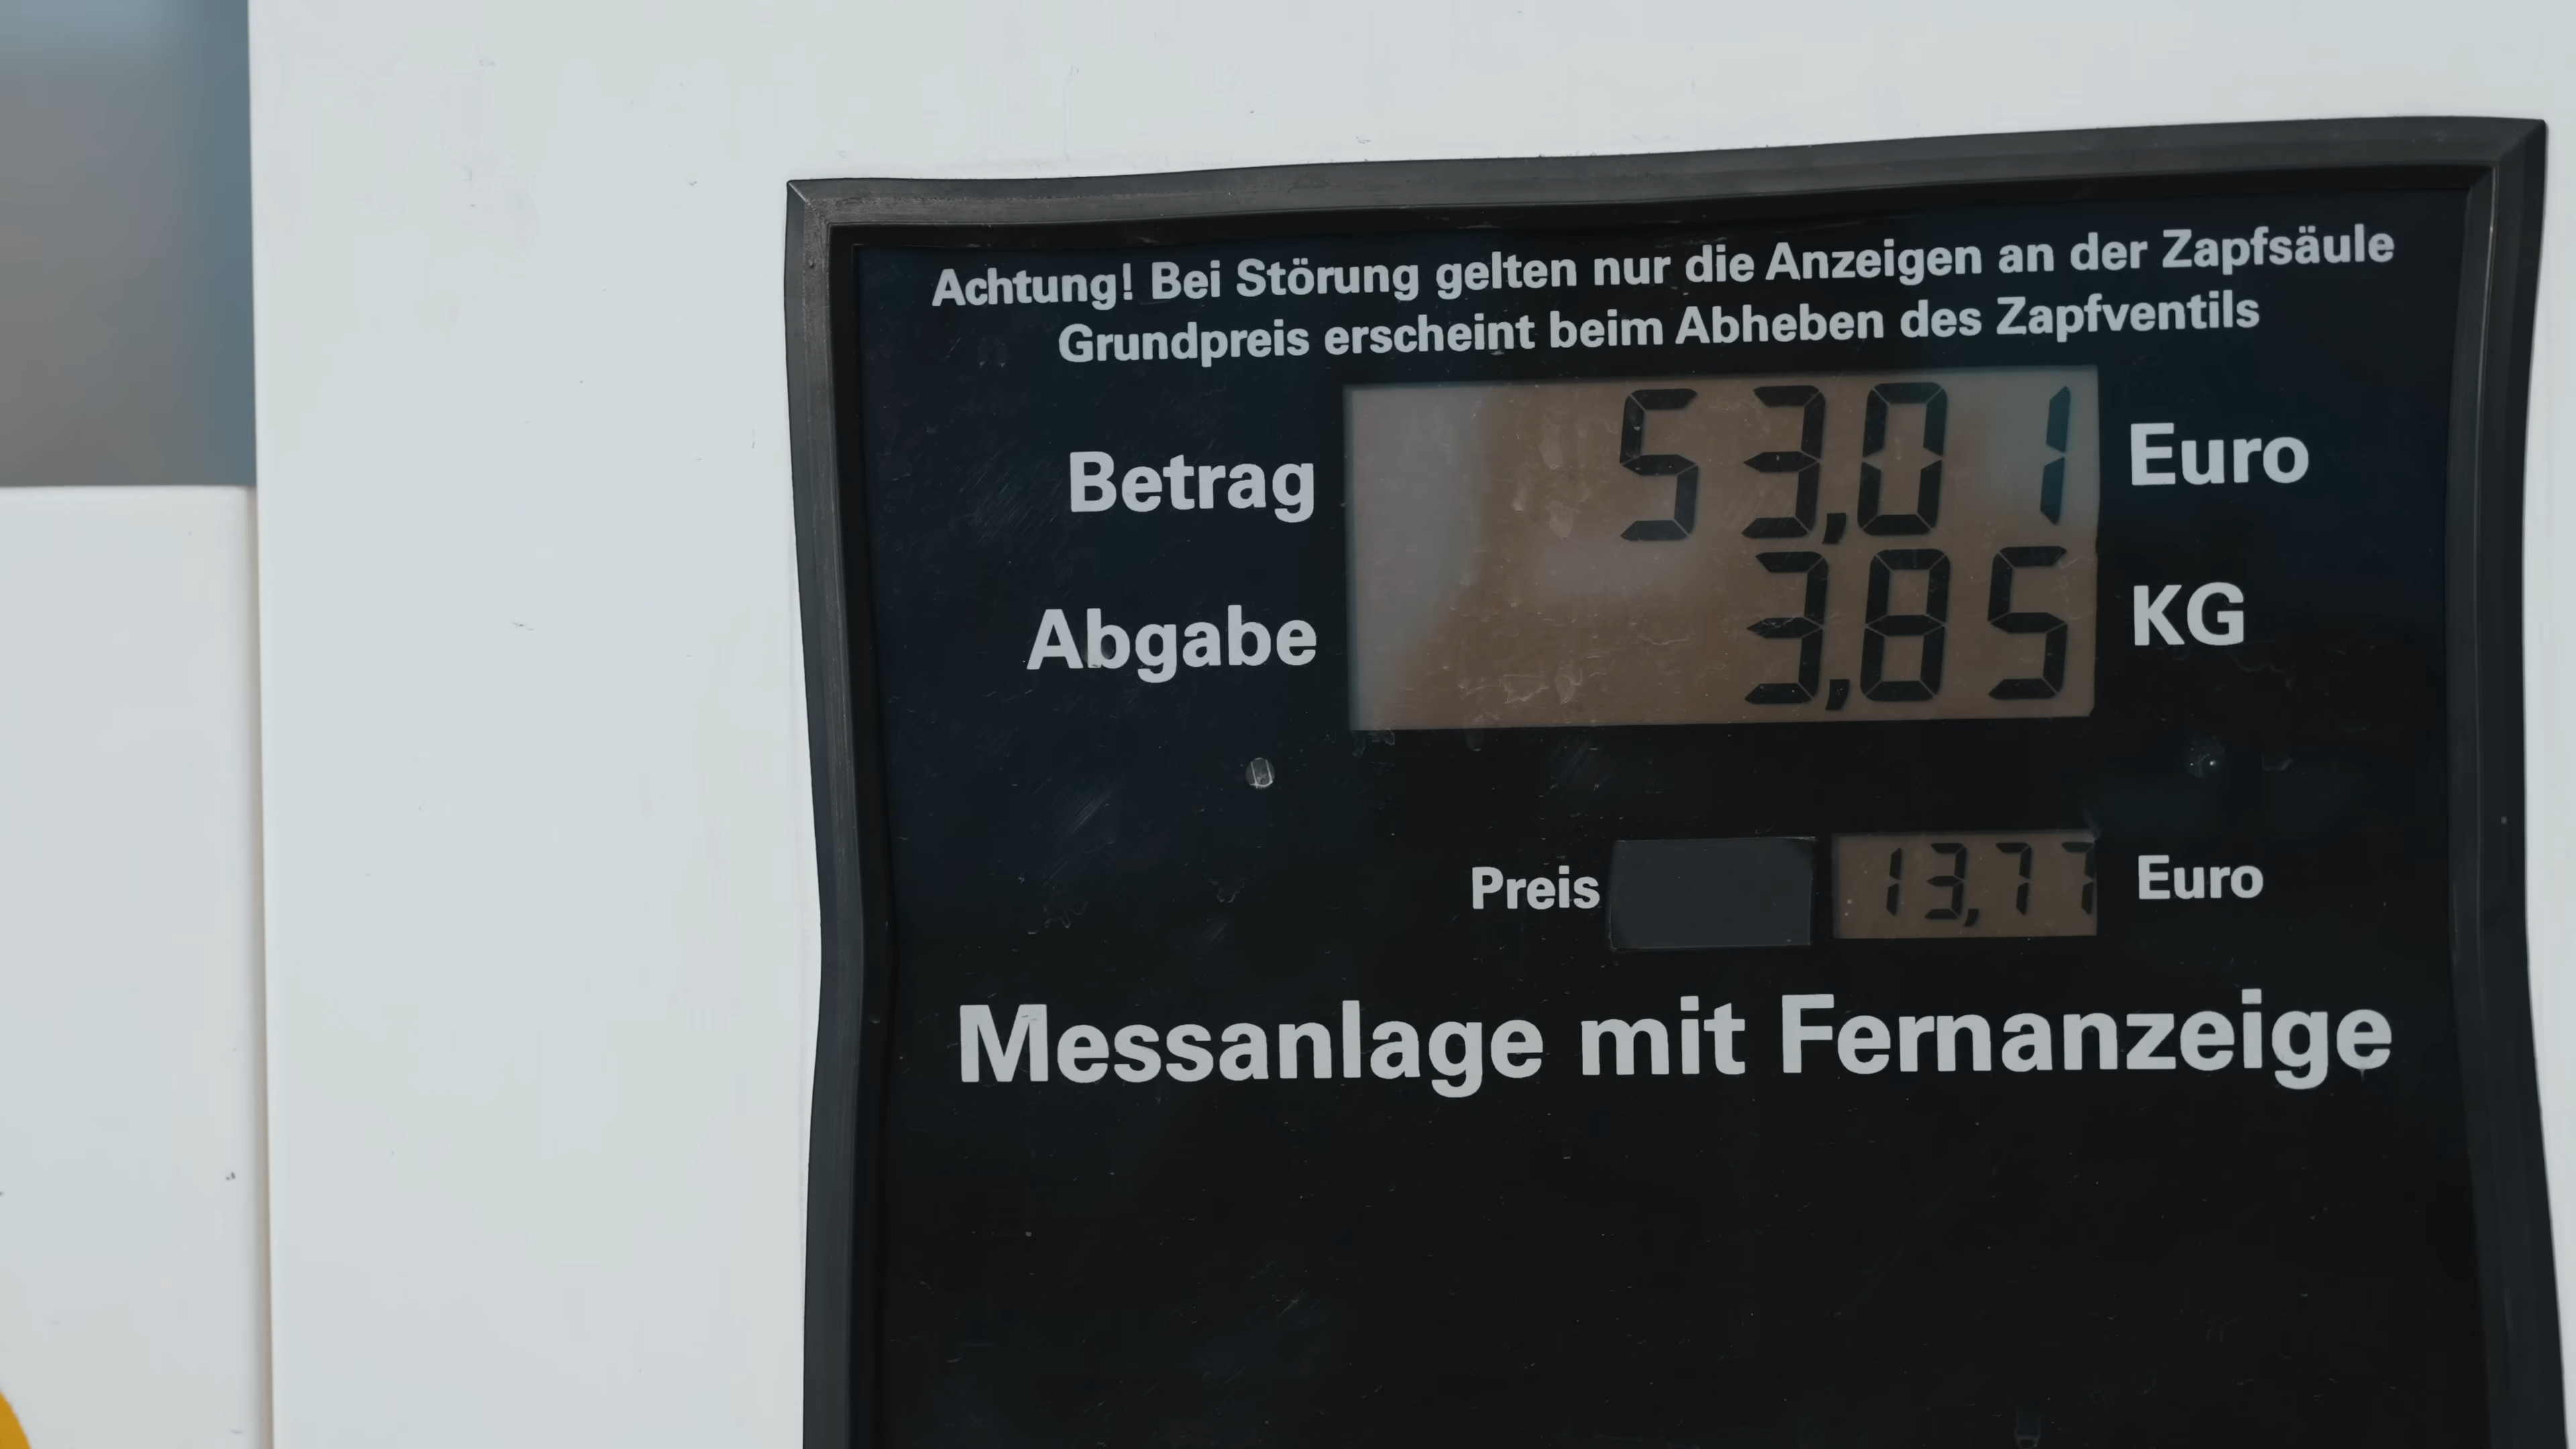 Achtung! Bei Störung gelten nur die Anzeigen an der Zapfsäule
Grundpreis erscheint beim Abheben des Zapfventils
Betrag 53,01 Euro
Abgabe 3,85 KG
Preis 13,77 Euro
Messanlage mit Fernanzeige